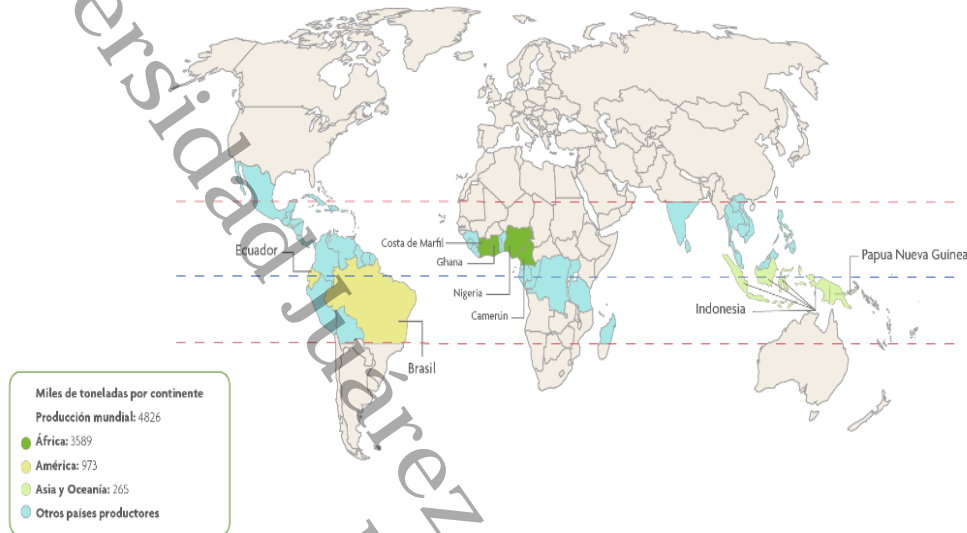 ersidad Juárez
Ecuador
Costa de Marfil
Ghana
Nigeria
Camerún
Brasil
Papua Nueva Guinea
Indonesia
Miles de toneladas por continente
Producción mundial: 4826
África: 3589
América: 973
Asia y Oceanía: 265
Otros países productores